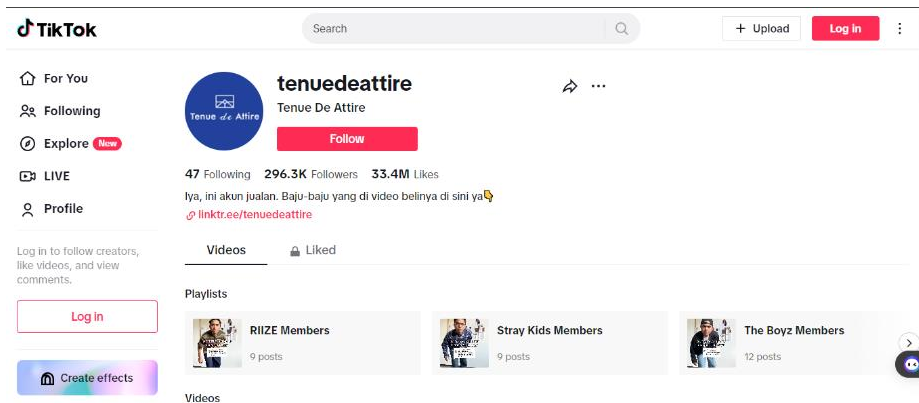 TikTok
Search
+ Upload
Log in
For You
Following
Explore New
LIVE
Profile
Log in to follow creators,
like videos, and view
comments.
Log in
Create effects
Tenue de Attire
tenuedeattire
Tenue De Attire
Follow
47 Following 296.3K Followers 33.4M Likes
Iya, ini akun jualan. Baju-baju yang di video belinya di sini ya👇
linktr.ee/tenuedeattire
Videos Liked
Playlists
RIIZE Members
9 posts
Stray Kids Members
9 posts
The Boyz Members
12 posts
Videos